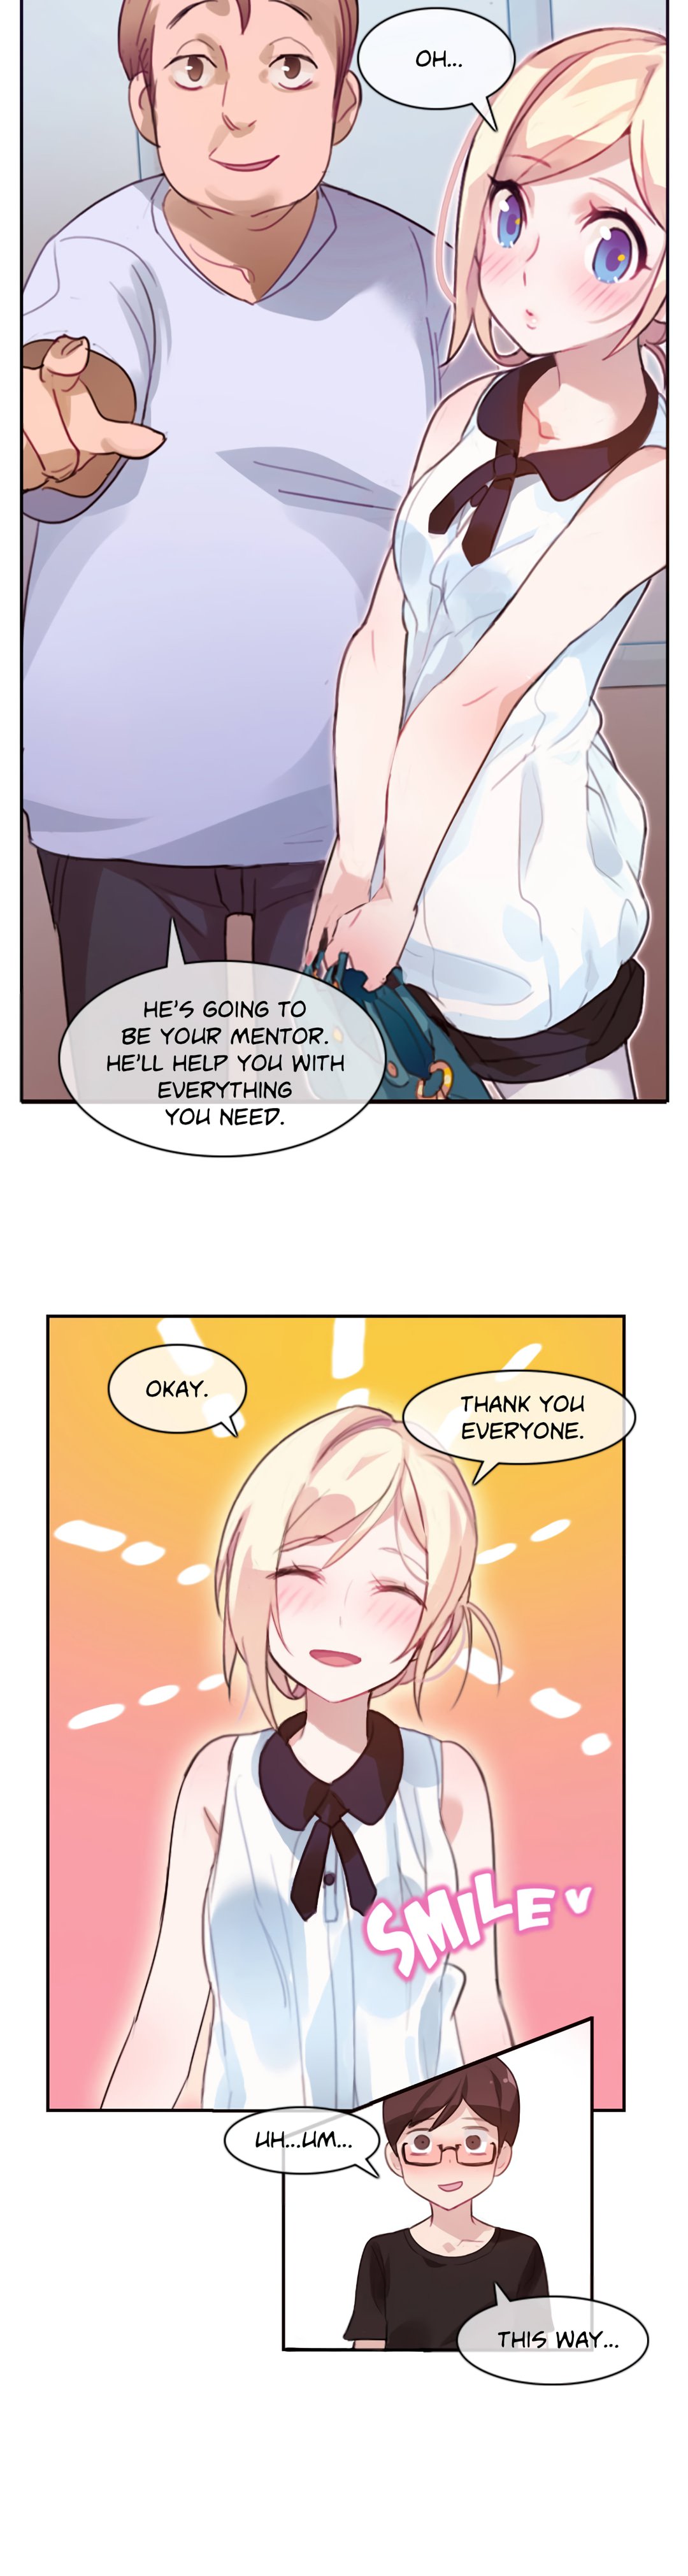 OH...
HE'S GOING TO
BE YOUR MENTOR.
HE'LL HELP YOU WITH
EVERYTHING
YOU NEED.
OKAY.
THANK YOU
EVERYONE.
SMILE
UH...UM...
THIS WAY...